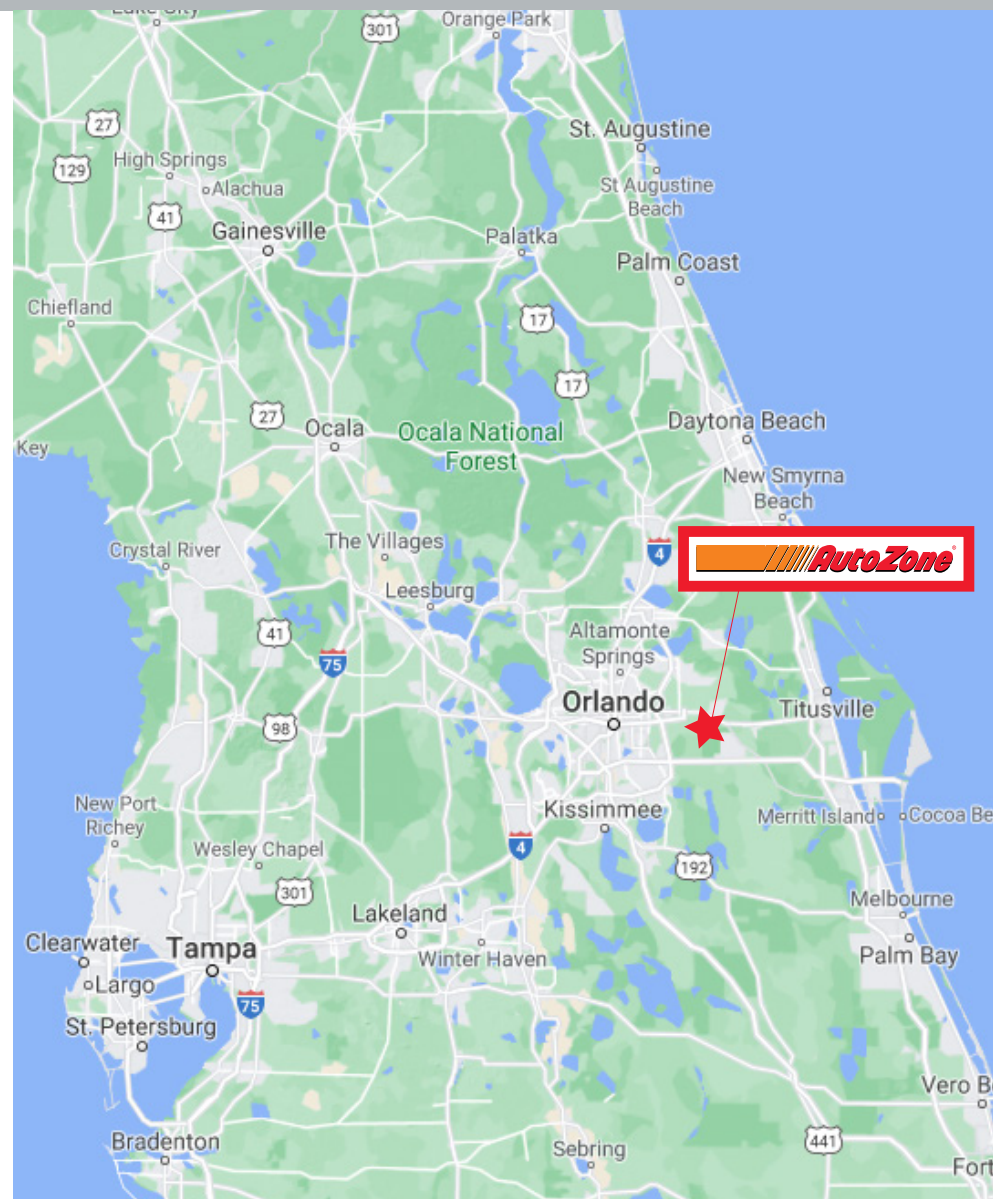 Lake City
Orange Park
301
27
St. Augustine
129
High Springs
Alachua
St Augustine
Beach
41
Gainesville
Palatka
Palm Coast
Chiefland
17
17
27
Ocala
Ocala National
Forest
Daytona Beach
Key
New Smyrna
Beach
Crystal River
The Villages
4
AutoZone
Leesburg
41
75
Altamonte
Springs
Orlando
Titusville
98
New Port
Richey
Kissimmee
Merritt Island
Cocoa Be
Wesley Chapel
4
192
301
Lakeland
Melbourne
Clearwater
Tampa
Winter Haven
Palm Bay
Largo
75
St. Petersburg
Vero B
Bradenton
Sebring
441
Fort